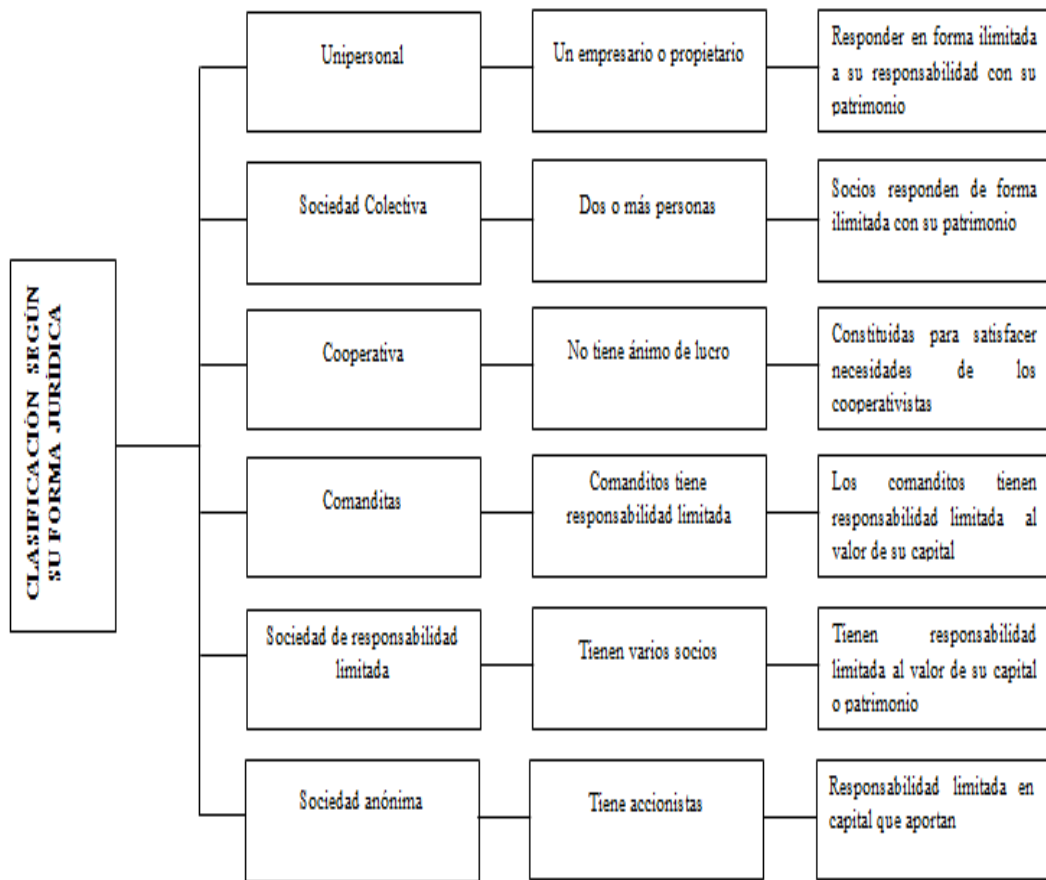 CLASIFICACIÓN SEGÚN
SU FORMA JURÍDICA
Unipersonal
Un empresario o propietario
Responder en forma ilimitada
a su responsabilidad con su
patrimonio
Sociedad Colectiva
Dos o más personas
Socios responden de forma
ilimitada con su patrimonio
Cooperativa
No tiene ánimo de lucro
Constituidas para satisfacer
necesidades de los
cooperativistas
Comanditas
Comanditos tiene
responsabilidad limitada
Los comanditos tienen
responsabilidad limitada al
valor de su capital
Sociedad de responsabilidad
limitada
Tienen varios socios
Tienen responsabilidad
limitada al valor de su capital
o patrimonio
Sociedad anónima
Tiene accionistas
Responsabilidad limitada en
capital que aportan